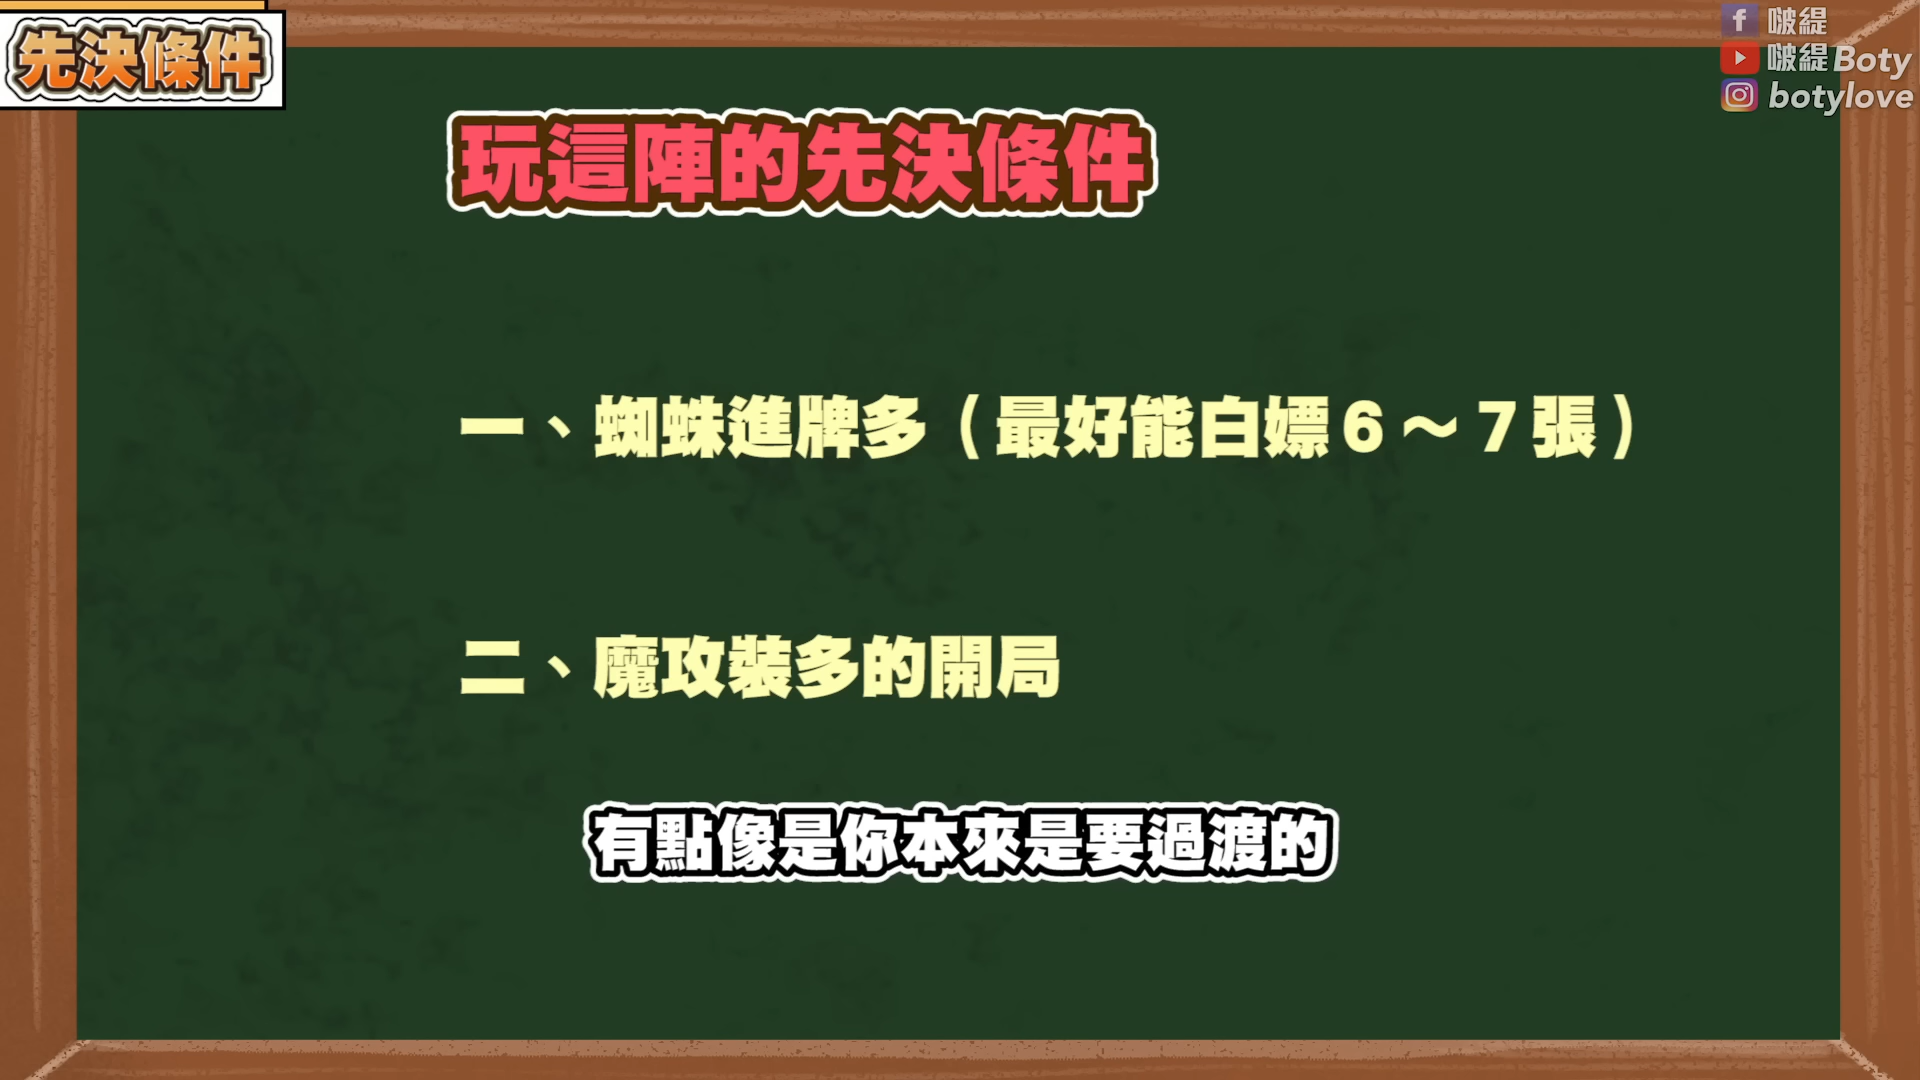 先決條件
啵緹
啵緹Boty
botylove
玩這陣的先決條件
一、蜘蛛進牌多（最好能白嫖6～7張）
二、魔攻裝多的開局
有點像是你本來是要過渡的